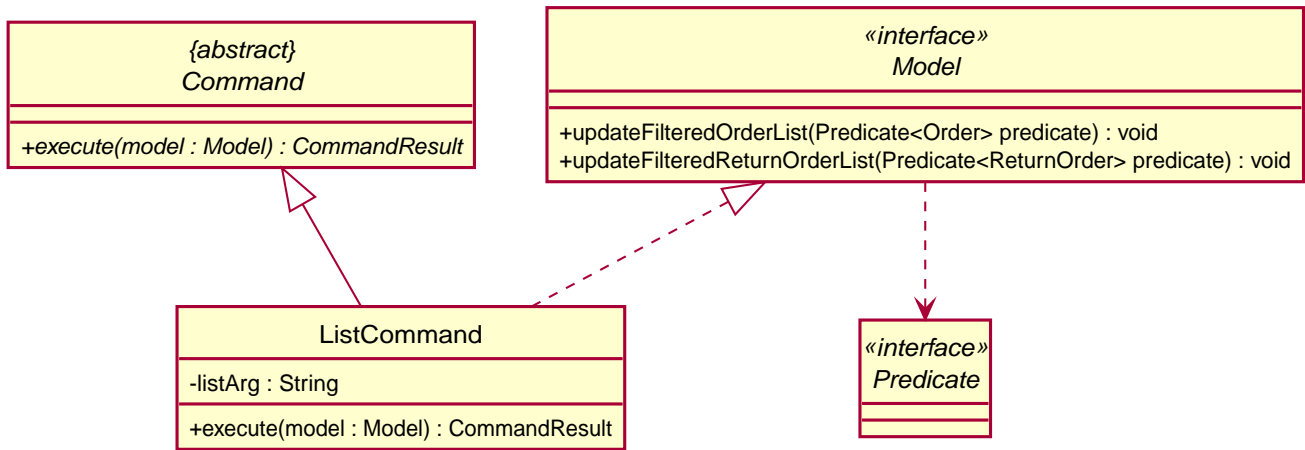 {abstract}
Command
+execute(model : Model) : CommandResult
«interface»
Model
+updateFilteredOrderList(Predicate<Order> predicate) : void
+updateFilteredReturnOrderList(Predicate<ReturnOrder> predicate) : void
ListCommand
-listArg : String
+execute(model : Model) : CommandResult
«interface»
Predicate